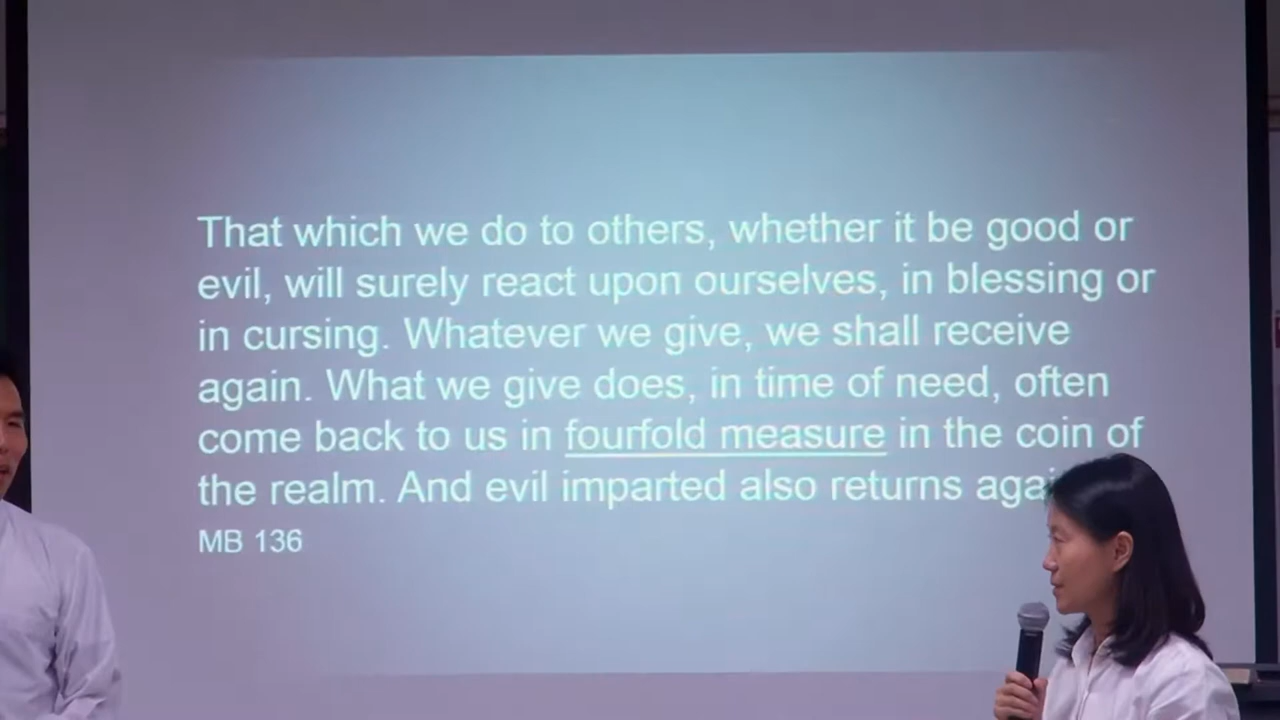 That which we do to others, whether it be good or
evil, will surely react upon ourselves, in blessing or
in cursing. Whatever we give, we shall receive
again. What we give does, in time of need, often
come back to us in fourfold measure in the coin of
the realm. And evil imparted also returns
MB 136